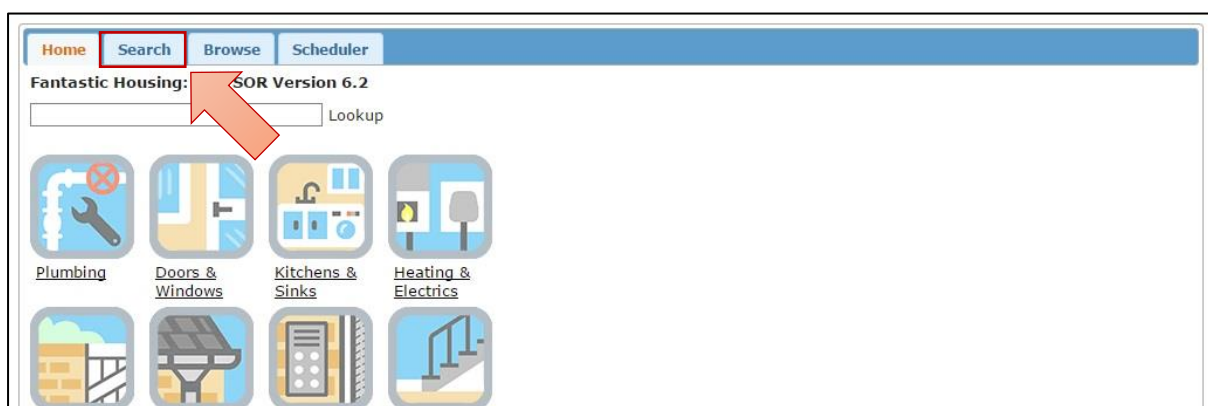 Home Search Browse Scheduler
Fantastic Housing: SOR Version 6.2
Lookup
Plumbing Doors & Kitchens & Heating &
Windows Sinks Electrics